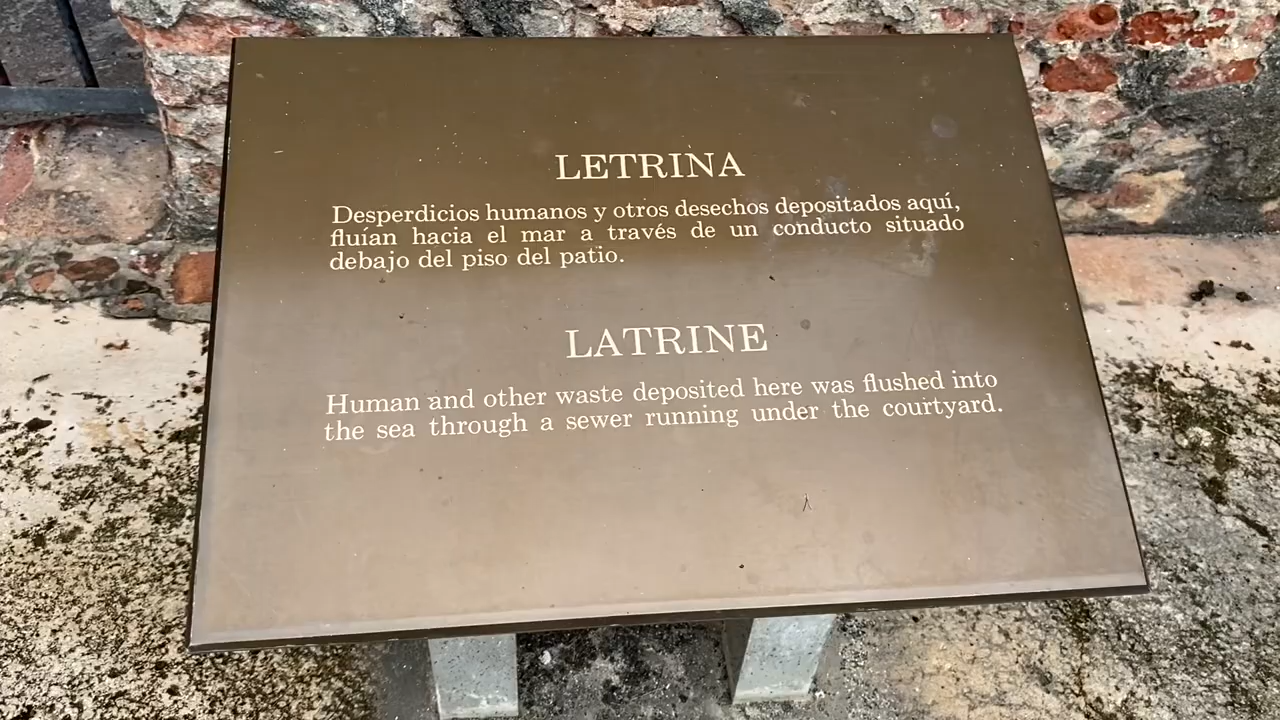 LETRINA
Desperdicios humanos y otros desechos depositados aquí,
fluían hacia el mar a través de un conducto situado
debajo del piso del patio.
LATRINE
Human and other waste deposited here was flushed into
the sea through a sewer running under the courtyard.